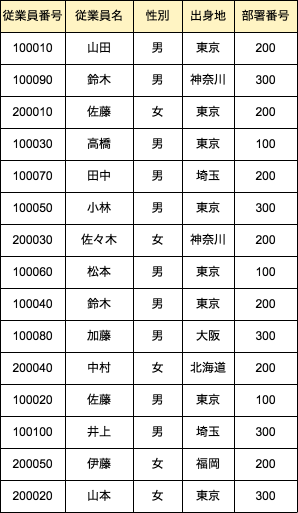 従業員番号 従業員名 性別 出身地 部署番号
100010 山田 男 東京 200
100090 鈴木 男 神奈川 300
200010 佐藤 女 東京 200
100030 高橋 男 東京 100
100070 田中 男 埼玉 200
100050 小林 男 東京 300
200030 佐々木 女 神奈川 200
100060 松本 男 東京 100
100040 鈴木 男 東京 200
100080 加藤 男 大阪 300
200040 中村 女 北海道 200
100020 佐藤 男 東京 100
100100 井上 男 埼玉 300
200050 伊藤 女 福岡 200
200020 山本 女 東京 300